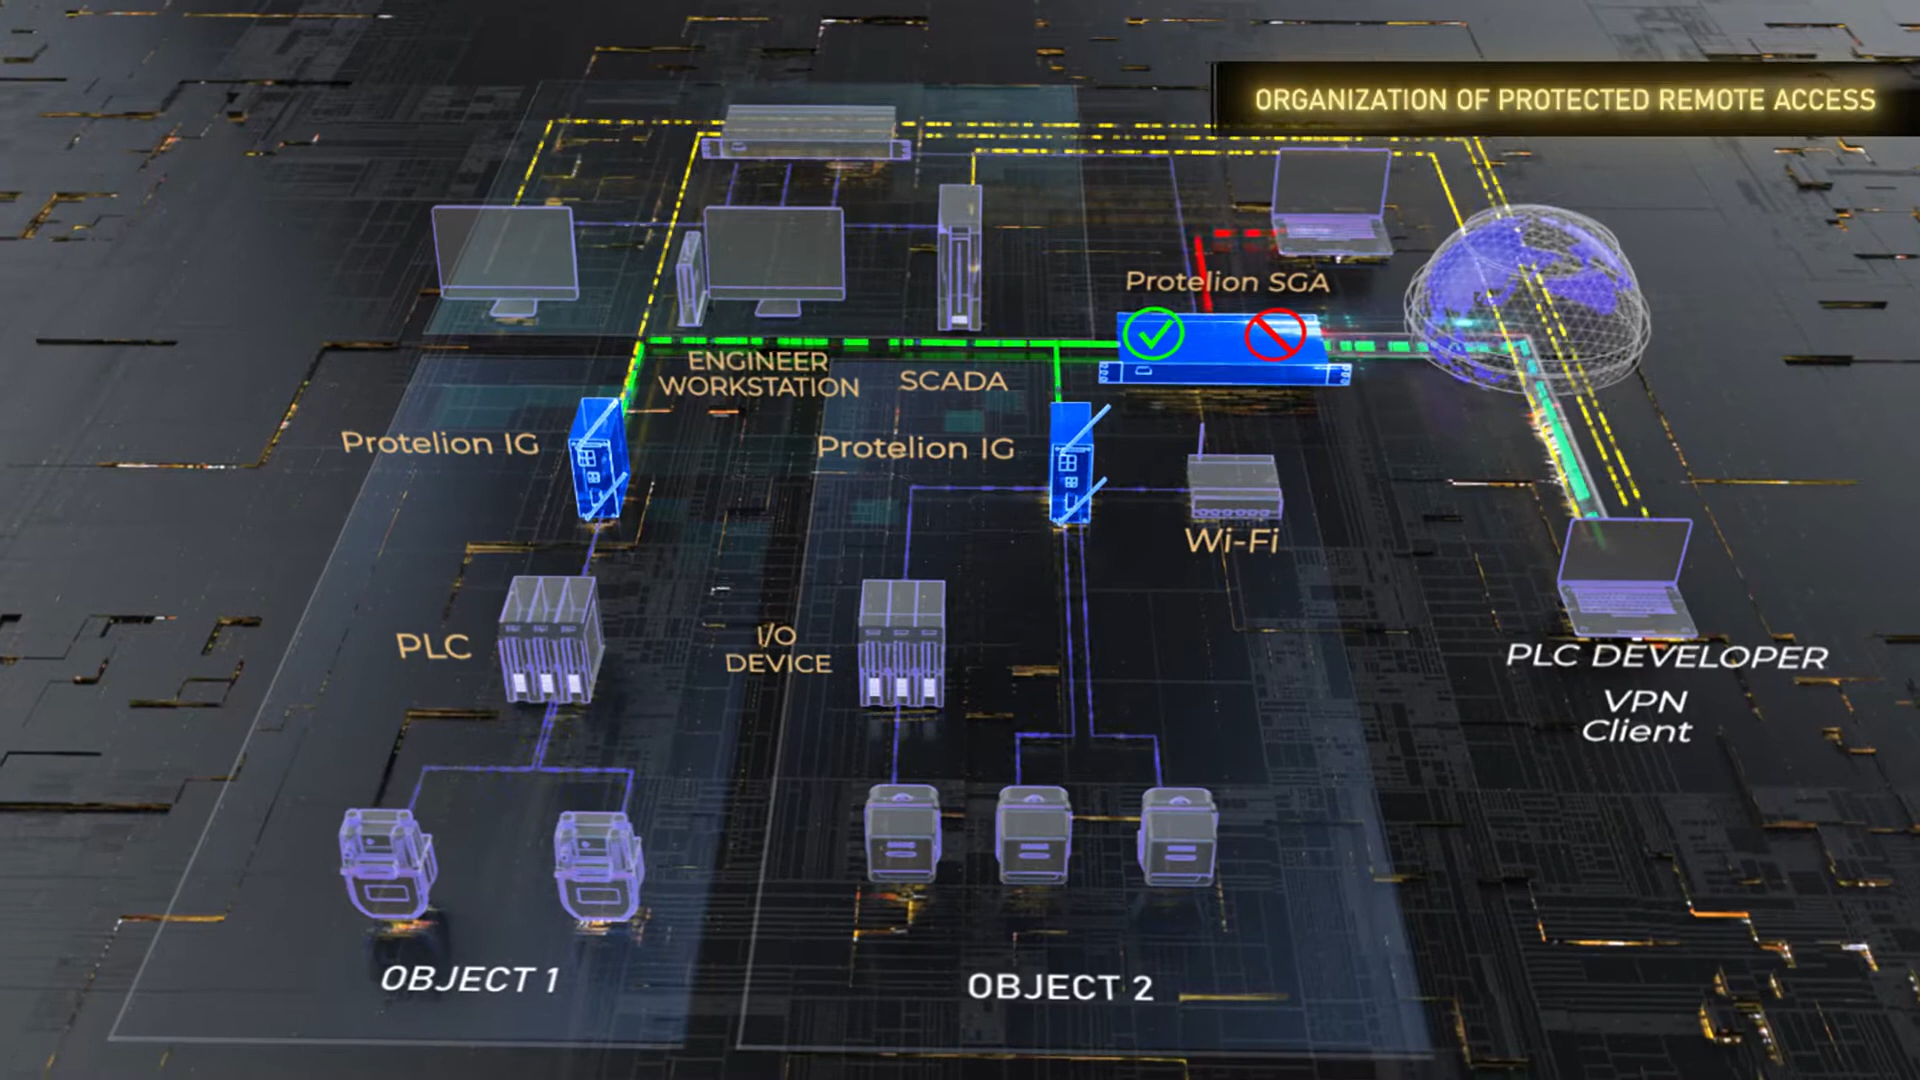 ORGANIZATION OF PROTECTED REMOTE ACCESS
Protelion SGA
ENGINEER
WORKSTATION
SCADA
Protelion IG
Protelion IG
Wi-Fi
PLC
I/O
DEVICE
PLC DEVELOPER
VPN
Client
OBJECT 1
OBJECT 2